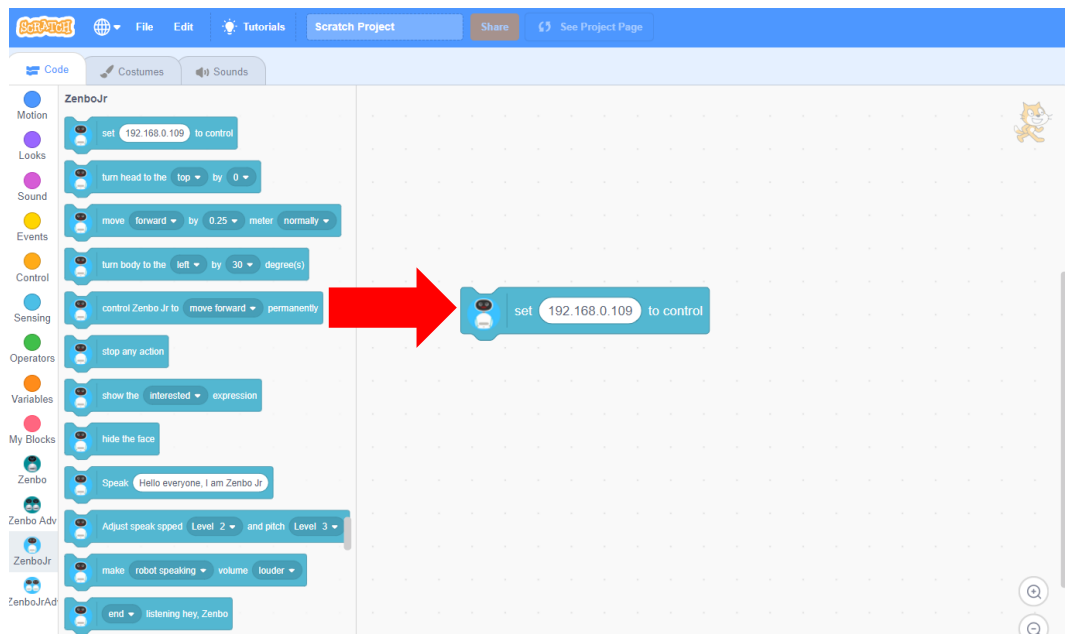 SCRATCH File Edit Tutorials Scratch Project Share See Project Page
Code Costumes Sounds
Motion
Looks
Sound
Events
Control
Sensing
Operators
Variables
My Blocks
Zenbo
Zenbo Adv
ZenboJr
ZenboJrAd
ZenboJr
set 192.168.0.109 to control
turn head to the top by 0
move forward by 0.25 meter normally
turn body to the left by 30 degree(s)
control Zenbo Jr to move forward permanently
stop any action
show the interested expression
hide the face
Speak Hello everyone, I am Zenbo Jr
Adjust speak spped Level 2 and pitch Level 3
make robot speaking volume louder
end listening hey, Zenbo
set 192.168.0.109 to control